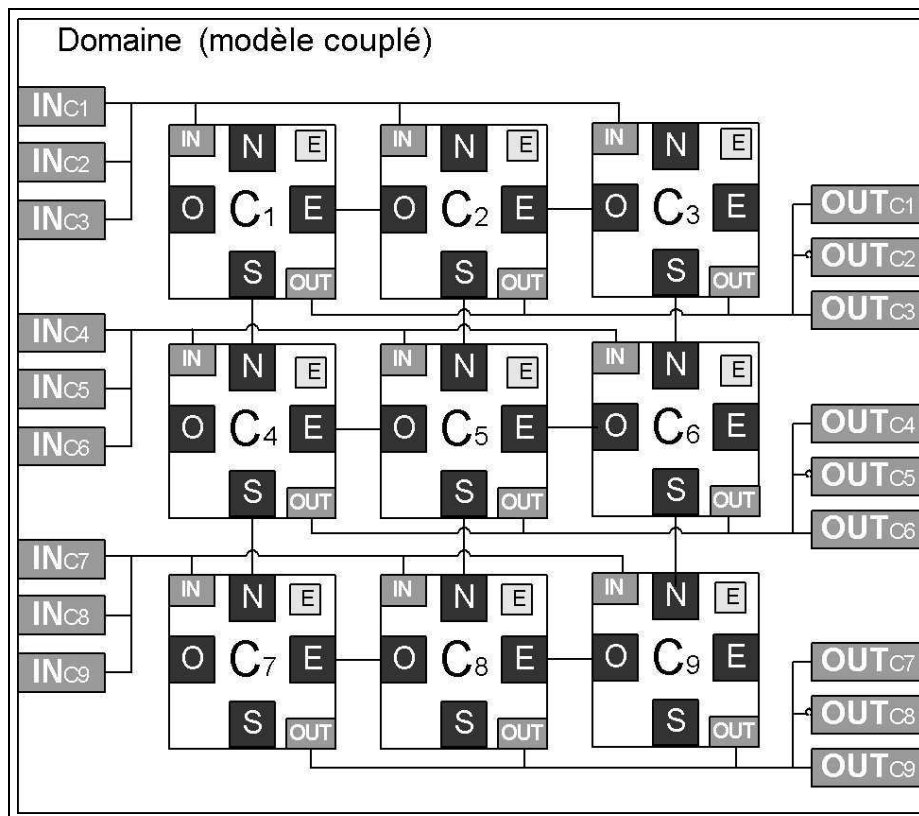 Domaine (modèle couplé)
INC1
INC2
INC3
IN N E
O C1 E
S OUT
IN N E
O C2 E
S OUT
IN N E
O C3 E
S OUT
OUTC1
OUTC2
OUTC3
INC4
INC5
INC6
IN N E
O C4 E
S OUT
IN N E
O C5 E
S OUT
IN N E
O C6 E
S OUT
OUTC4
OUTC5
OUTC6
INC7
INC8
INC9
IN N E
O C7 E
S OUT
IN N E
O C8 E
S OUT
IN N E
O C9 E
S OUT
OUTC7
OUTC8
OUTC9